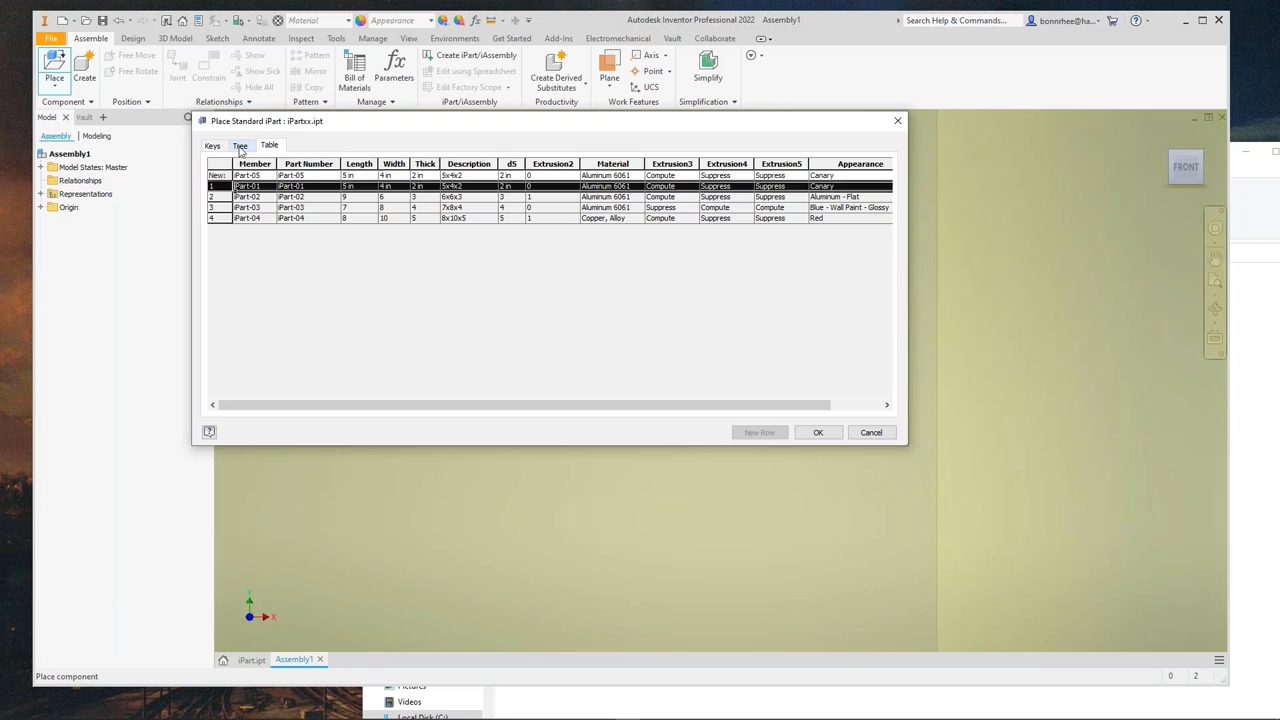 Material
Appearance
Autodesk Inventor Professional 2022 Assembly1
Search Help & Commands...
bonnrhee@ha...
File Assemble Design 3D Model Sketch Annotate Inspect Tools Manage View Environments Get Started Add-Ins Electromechanical Vault Collaborate
Place
Create
Free Move
Free Rotate
Joint
Constrain
Show
Show Sick
Hide All
Pattern
Mirror
Copy
Bill of Materials
Parameters
Create iPart/iAssembly
Edit using Spreadsheet
Edit Factory Scope
Create Derived Substitutes
Plane
Axis
Point
UCS
Simplify
Component Position Relationships Pattern Manage iPart/iAssembly Productivity Work Features Simplification
Model Vault
Assembly Modeling
Assembly1
Model States: Master
Relationships
Representations
Origin
Place Standard iPart : iPartxx.ipt
Keys Tree Table
Member Part Number Length Width Thick Description d5 Extrusion2 Material Extrusion3 Extrusion4 Extrusion5 Appearance
New: iPart-05 iPart-05 5 in 4 in 2 in 5x4x2 2 in 0 Aluminum 6061 Compute Suppress Suppress Canary
1 iPart-01 iPart-01 5 in 4 in 2 in 5x4x2 2 in 0 Aluminum 6061 Compute Suppress Suppress Canary
2 iPart-02 iPart-02 9 6 3 6x6x3 3 1 Aluminum 6061 Compute Suppress Suppress Aluminum - Flat
3 iPart-03 iPart-03 7 8 4 7x8x4 4 0 Aluminum 6061 Suppress Compute Compute Blue - Wall Paint - Glossy
4 iPart-04 iPart-04 8 10 5 8x10x5 5 1 Copper, Alloy Compute Suppress Suppress Red
New Row OK Cancel
FRONT
X
iPart.ipt Assembly1
Place component
0 2
Pictures
Videos
Local Disk (C:)